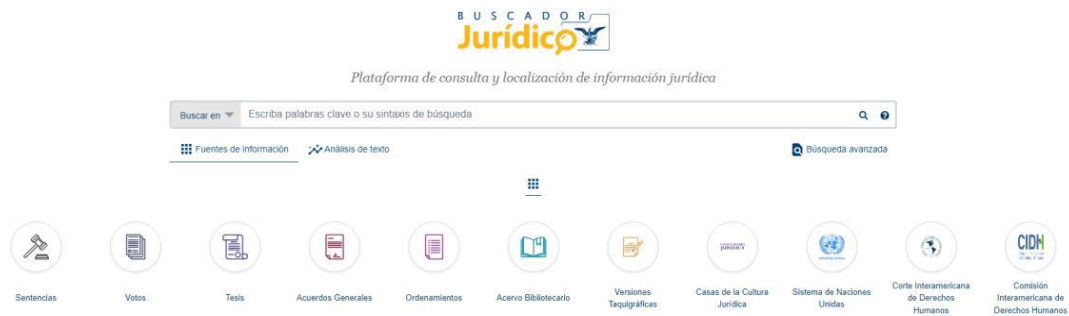 BUSCADOR
Jurídico
Plataforma de consulta y localización de información jurídica
Buscar en Escriba palabras clave o su sintaxis de búsqueda
Fuentes de información Análisis de texto Búsqueda avanzada
CIDH
Sentencias Votos Tesis Acuerdos Generales Ordenamientos Acervo Bibliotecario
Versiones
Taquigráficas
Casas de la Cultura
Jurídica
Sistema de Naciones
Unidas
Corte Interamericana
de Derechos
Humanos
Comisión
Interamericana de
Derechos Humanos